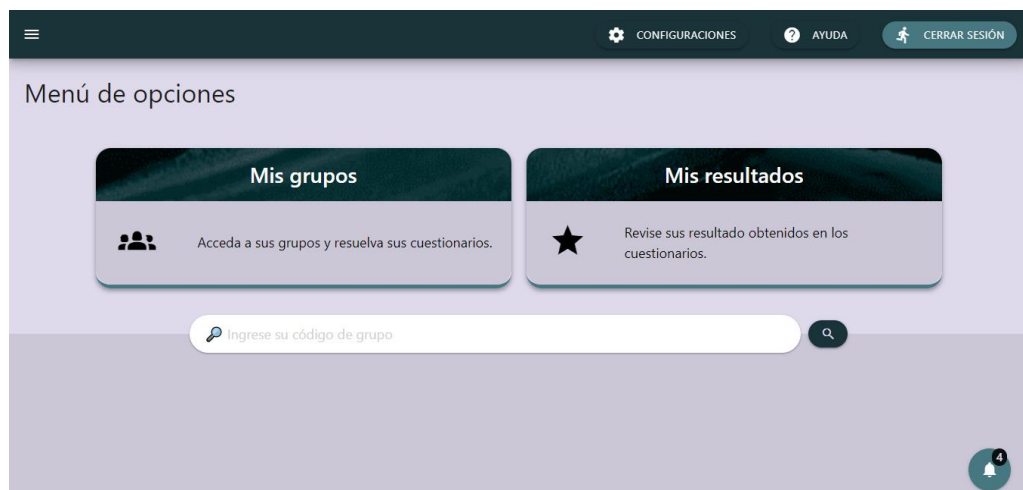 CONFIGURACIONES
AYUDA
CERRAR SESIÓN
Menú de opciones
Mis grupos
Mis resultados
Acceda a sus grupos y resuelva sus cuestionarios.
Revise sus resultado obtenidos en los
cuestionarios.
Ingrese su código de grupo
4